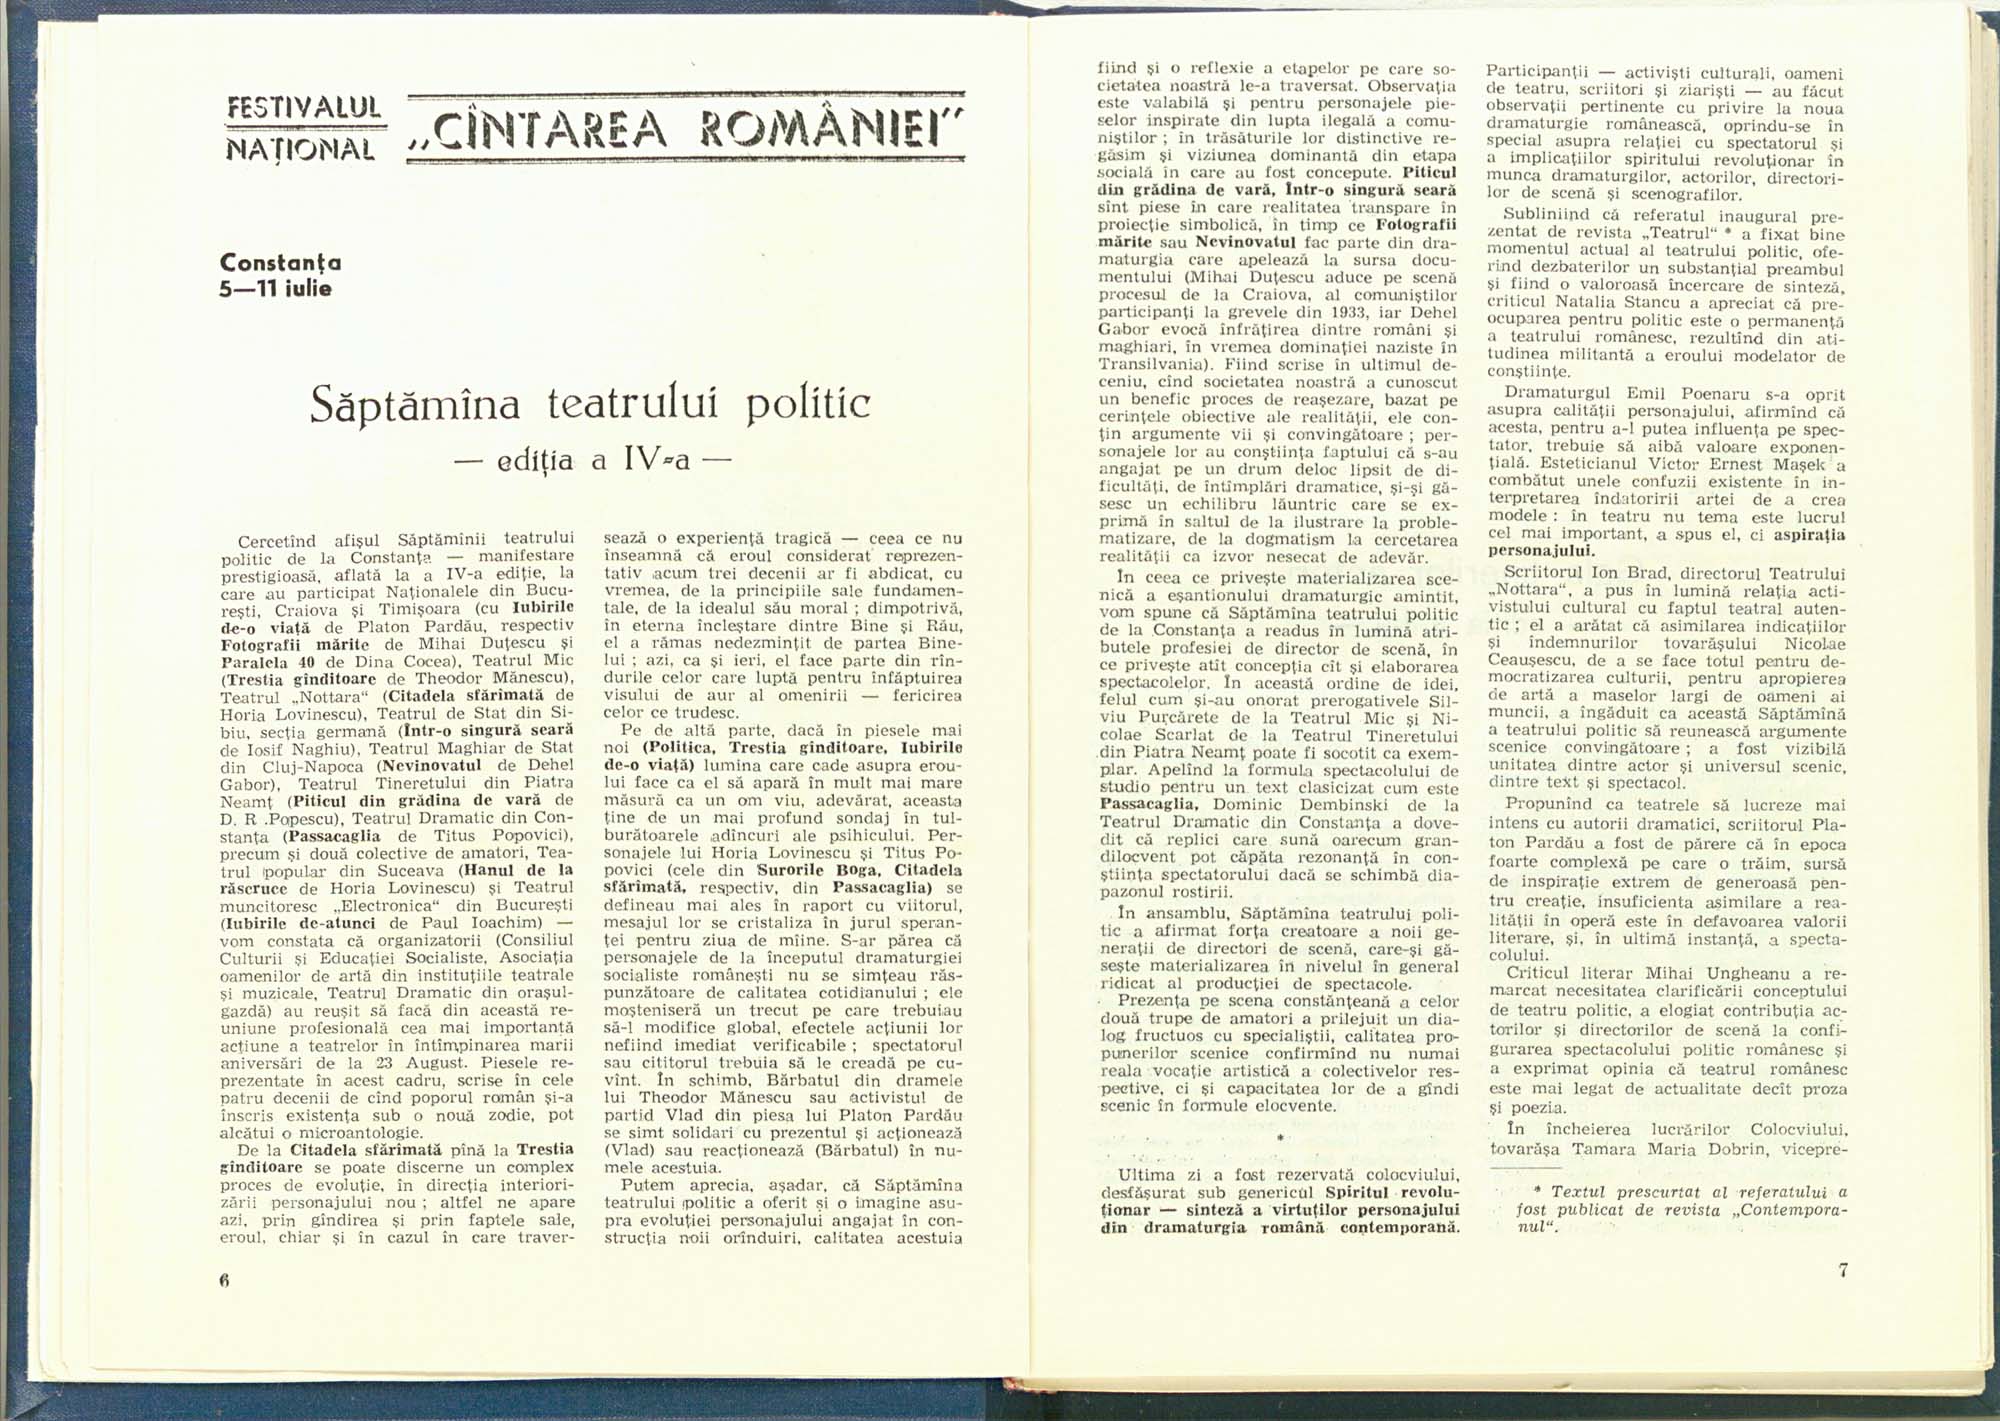 FESTIVALUL
NAȚIONAL
„CÎNTAREA ROMÂNIEI"
Constanța
5—11 iulie
Săptămîna teatrului politic
— ediția a IV-a —
Cercetînd afișul Săptămînii teatrului
politic de la Constanța — manifestare
prestigioasă, aflată la a IV-a ediție, la
care au participat Naționalele din Bucu-
rești, Craiova și Timișoara (cu Iubirile
de-o viață de Platon Pardău, respectiv
Fotografii mărite de Mihai Duțescu și
Paralela 40 de Dina Cocea), Teatrul Mic
(Trestia gînditoare de Theodor Mănescu),
Teatrul „Nottara“ (Citadela sfărîmată de
Horia Lovinescu), Teatrul de Stat din Si-
biu, secția germană (Într-o singură seară
de Iosif Naghiu), Teatrul Maghiar de Stat
din Cluj-Napoca (Nevinovatul de Dehel
Gabor), Teatrul Tineretului din Piatra
Neamț (Piticul din grădina de vară de
D. R .Popescu), Teatrul Dramatic din Con-
stanța (Passacaglia de Titus Popovici),
precum și două colective de amatori, Tea-
trul popular din Suceava (Hanul de la
răscruce de Horia Lovinescu) și Teatrul
muncitoresc „Electronica“ din București
(Iubirile de-atunci de Paul Ioachim) —
vom constata că organizatorii (Consiliul
Culturii și Educației Socialiste, Asociația
oamenilor de artă din instituțiile teatrale
și muzicale, Teatrul Dramatic din orașul-
gazdă) au reușit să facă din această re-
uniune profesională cea mai importantă
acțiune a teatrelor în întîmpinarea marii
aniversări de la 23 August. Piesele re-
prezentate în acest cadru, scrise în cele
patru decenii de cînd poporul român și-a
înscris existența sub o nouă zodie, pot
alcătui o microantologie.
De la Citadela sfărîmată pînă la Trestia
gînditoare se poate discerne un complex
proces de evoluție, în direcția interiori-
zării personajului nou ; altfel ne apare
azi, prin gîndirea și prin faptele sale,
eroul, chiar și în cazul în care traver-
sează o experiență tragică — ceea ce nu
înseamnă că eroul considerat reprezen-
tativ acum trei decenii ar fi abdicat, cu
vremea, de la principiile sale fundamen-
tale, de la idealul său moral ; dimpotrivă,
în eterna încleștare dintre Bine și Rău,
el a rămas nedezmințit de partea Bine-
lui ; azi, ca și ieri, el face parte din rîn-
durile celor care luptă pentru înfăptuirea
visului de aur al omenirii — fericirea
celor ce trudesc.
Pe de altă parte, dacă în piesele mai
noi (Politica, Trestia gînditoare, Iubirile
de-o viață) lumina care cade asupra erou-
lui face ca el să apară în mult mai mare
măsură ca un om viu, adevărat, aceasta
ține de un mai profund sondaj în tul-
burătoarele adîncuri ale psihicului. Per-
sonajele lui Horia Lovinescu și Titus Po-
povici (cele din Surorile Boga, Citadela
sfărîmată, respectiv, din Passacaglia) se
defineau mai ales în raport cu viitorul,
mesajul lor se cristaliza în jurul speran-
ței pentru ziua de mîine. S-ar părea că
personajele de la începutul dramaturgiei
socialiste românești nu se simțeau răs-
punzătoare de calitatea cotidianului ; ele
moșteniseră un trecut pe care trebuiau
să-l modifice global, efectele acțiunii lor
nefiind imediat verificabile ; spectatorul
sau cititorul trebuia să le creadă pe cu-
vînt. În schimb, Bărbatul din dramele
lui Theodor Mănescu sau activistul de
partid Vlad din piesa lui Platon Pardău
se simt solidari cu prezentul și acționează
(Vlad) sau reacționează (Bărbatul) în nu-
mele acestuia.
Putem aprecia, așadar, că Săptămîna
teatrului politic a oferit și o imagine asu-
pra evoluției personajului angajat în con-
strucția noii orînduiri, calitatea acestuia
6
fiind și o reflexie a etapelor pe care so-
cietatea noastră le-a traversat. Observația
este valabilă și pentru personajele pie-
selor inspirate din lupta ilegală a comu-
niștilor ; în trăsăturile lor distinctive re-
găsim și viziunea dominantă din etapa
socială în care au fost concepute. Piticul
din grădina de vară, Într-o singură seară
sînt piese în care realitatea transpare în
proiecție simbolică, în timp ce Fotografii
mărite sau Nevinovatul fac parte din dra-
maturgia care apelează la sursa docu-
mentului (Mihai Duțescu aduce pe scenă
procesul de la Craiova, al comuniștilor
participanți la grevele din 1933, iar Dehel
Gabor evocă înfrățirea dintre români și
maghiari, în vremea dominației naziste în
Transilvania). Fiind scrise în ultimul de-
ceniu, cînd societatea noastră a cunoscut
un benefic proces de reașezare, bazat pe
cerințele obiective ale realității, ele con-
țin argumente vii și convingătoare ; per-
sonajele lor au conștiința faptului că s-au
angajat pe un drum deloc lipsit de di-
ficultăți, de întîmplări dramatice, și-și gă-
sesc un echilibru lăuntric care se ex-
primă în saltul de la ilustrare la proble-
matizare, de la dogmatism la cercetarea
realității ca izvor nesecat de adevăr.
În ceea ce privește materializarea sce-
nică a eșantionului dramaturgic amintit,
vom spune că Săptămîna teatrului politic
de la Constanța a readus în lumină atri-
butele profesiei de director de scenă, în
ce privește atît concepția cît și elaborarea
spectacolelor. În această ordine de idei,
felul cum și-au onorat prerogativele Sil-
viu Purcărete de la Teatrul Mic și Ni-
colae Scarlat de la Teatrul Tineretului
din Piatra Neamț poate fi socotit ca exem-
plar. Apelînd la formula spectacolului de
studio pentru un text clasicizat cum este
Passacaglia, Dominic Dembinski de la
Teatrul Dramatic din Constanța a dove-
dit că replici care sună oarecum gran-
dilocvent pot căpăta rezonanță în con-
știința spectatorului dacă se schimbă dia-
pazonul rostirii.
În ansamblu, Săptămîna teatrului poli-
tic a afirmat forța creatoare a noii ge-
nerații de directori de scenă, care-și gă-
sește materializarea în nivelul în general
ridicat al producției de spectacole.
Prezența pe scena constănțeană a celor
două trupe de amatori a prilejuit un dia-
log fructuos cu specialiștii, calitatea pro-
punerilor scenice confirmînd nu numai
reala vocație artistică a colectivelor res-
pective, ci și capacitatea lor de a gîndi
scenic în formule elocvente.
*
Ultima zi a fost rezervată colocviului,
desfășurat sub genericul Spiritul revolu-
ționar — sinteză a virtuților personajului
din dramaturgia română contemporană.
Participanții — activiști culturali, oameni
de teatru, scriitori și ziariști — au făcut
observații pertinente cu privire la noua
dramaturgie românească, oprindu-se în
special asupra relației cu spectatorul și
a implicațiilor spiritului revoluționar în
munca dramaturgilor, actorilor, directori-
lor de scenă și scenografilor.
Subliniind că referatul inaugural pre-
zentat de revista „Teatrul“ * a fixat bine
momentul actual al teatrului politic, ofe-
rind dezbaterilor un substanțial preambul
și fiind o valoroasă încercare de sinteză,
criticul Natalia Stancu a apreciat că pre-
ocuparea pentru politic este o permanență
a teatrului românesc, rezultînd din ati-
tudinea militantă a eroului modelator de
conștiințe.
Dramaturgul Emil Poenaru s-a oprit
asupra calității personajului, afirmînd că
acesta, pentru a-l putea influența pe spec-
tator, trebuie să aibă valoare exponen-
țială. Esteticianul Victor Ernest Mașek a
combătut unele confuzii existente în in-
terpretarea îndatoririi artei de a crea
modele : în teatru nu tema este lucrul
cel mai important, a spus el, ci aspirația
personajului.
Scriitorul Ion Brad, directorul Teatrului
„Nottara“, a pus în lumină relația acti-
vistului cultural cu faptul teatral auten-
tic ; el a arătat că asimilarea indicațiilor
și îndemnurilor tovarășului Nicolae
Ceaușescu, de a se face totul pentru de-
mocratizarea culturii, pentru apropierea
de artă a maselor largi de oameni ai
muncii, a îngăduit ca această Săptămînă
a teatrului politic să reunească argumente
scenice convingătoare ; a fost vizibilă
unitatea dintre actor și universul scenic,
dintre text și spectacol.
Propunînd ca teatrele să lucreze mai
intens cu autorii dramatici, scriitorul Pla-
ton Pardău a fost de părere că în epoca
foarte complexă pe care o trăim, sursă
de inspirație extrem de generoasă pen-
tru creație, insuficienta asimilare a rea-
lității în operă este în defavoarea valorii
literare, și, în ultimă instanță, a specta-
colului.
Criticul literar Mihai Ungheanu a re-
marcat necesitatea clarificării conceptului
de teatru politic, a elogiat contribuția ac-
torilor și directorilor de scenă la confi-
gurarea spectacolului politic românesc și
a exprimat opinia că teatrul românesc
este mai legat de actualitate decît proza
și poezia.
În încheierea lucrărilor Colocviului,
tovarășa Tamara Maria Dobrin, vicepre-
* Textul prescurtat al referatului a
fost publicat de revista „Contempora-
nul“.
7